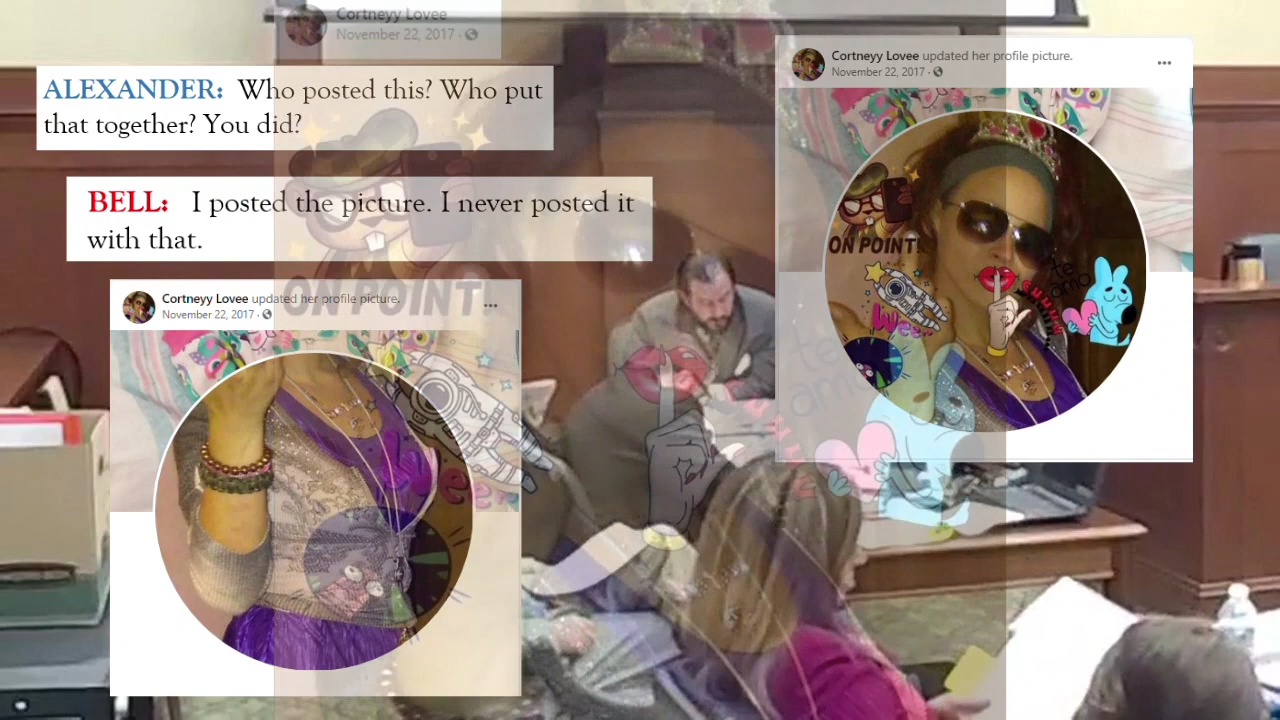 Cortneyy Lovee
November 22, 2017
ALEXANDER: Who posted this? Who put
that together? You did?
BELL: I posted the picture. I never posted it
with that.
Cortneyy Lovee updated her profile picture.
November 22, 2017
Cortneyy Lovee updated her profile picture.
November 22, 2017
ON POINT!
te
amo
ON POINT!
te
amo